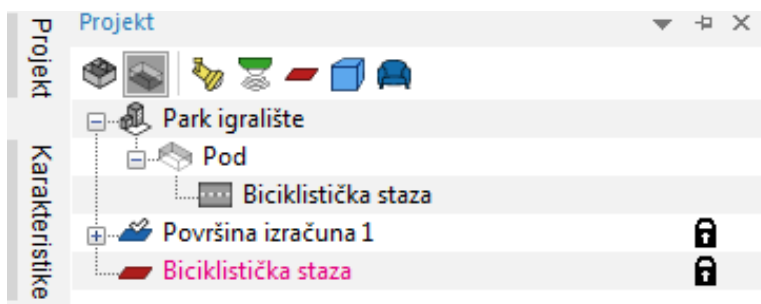 Projekt
Karakteristike
Projekt
Park igralište
Pod
Biciklistička staza
Površina izračuna 1
Biciklistička staza